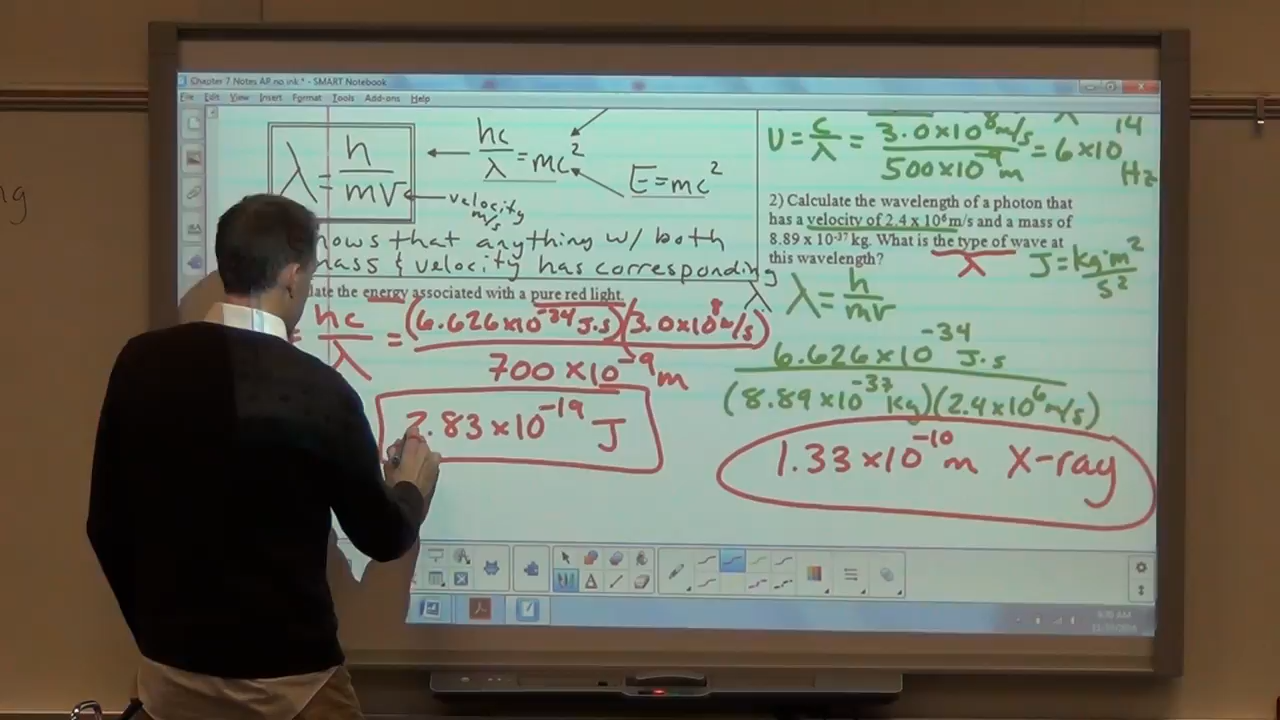 ng
Chapter 7 Notes AP no ink.* - SMART Notebook
File Edit View Insert Format Tools Add-ons Help
λ = h/mv
hc/λ = mc²
E=mc²
velocity
m/s
hows that anything w/ both
mass & velocity has corresponding
λ
late the energy associated with a pure red light.
= hc/λ = (6.626×10⁻³⁴ J·s)(3.0×10⁸ m/s)
700 ×10⁻⁹ m
2.83×10⁻¹⁹ J
υ = c/λ = 3.0×10⁸ m/s / 500×10⁻⁹ m = 6×10¹⁴ Hz
2) Calculate the wavelength of a photon that
has a velocity of 2.4 x 10⁶ m/s and a mass of
8.89 x 10⁻³⁷ kg. What is the type of wave at
this wavelength?
λ
J = kg·m²/s²
λ = h/mv
6.626×10⁻³⁴ J·s
(8.89×10⁻³⁷ kg)(2.4×10⁶ m/s)
1.33×10⁻¹⁰ m X-ray